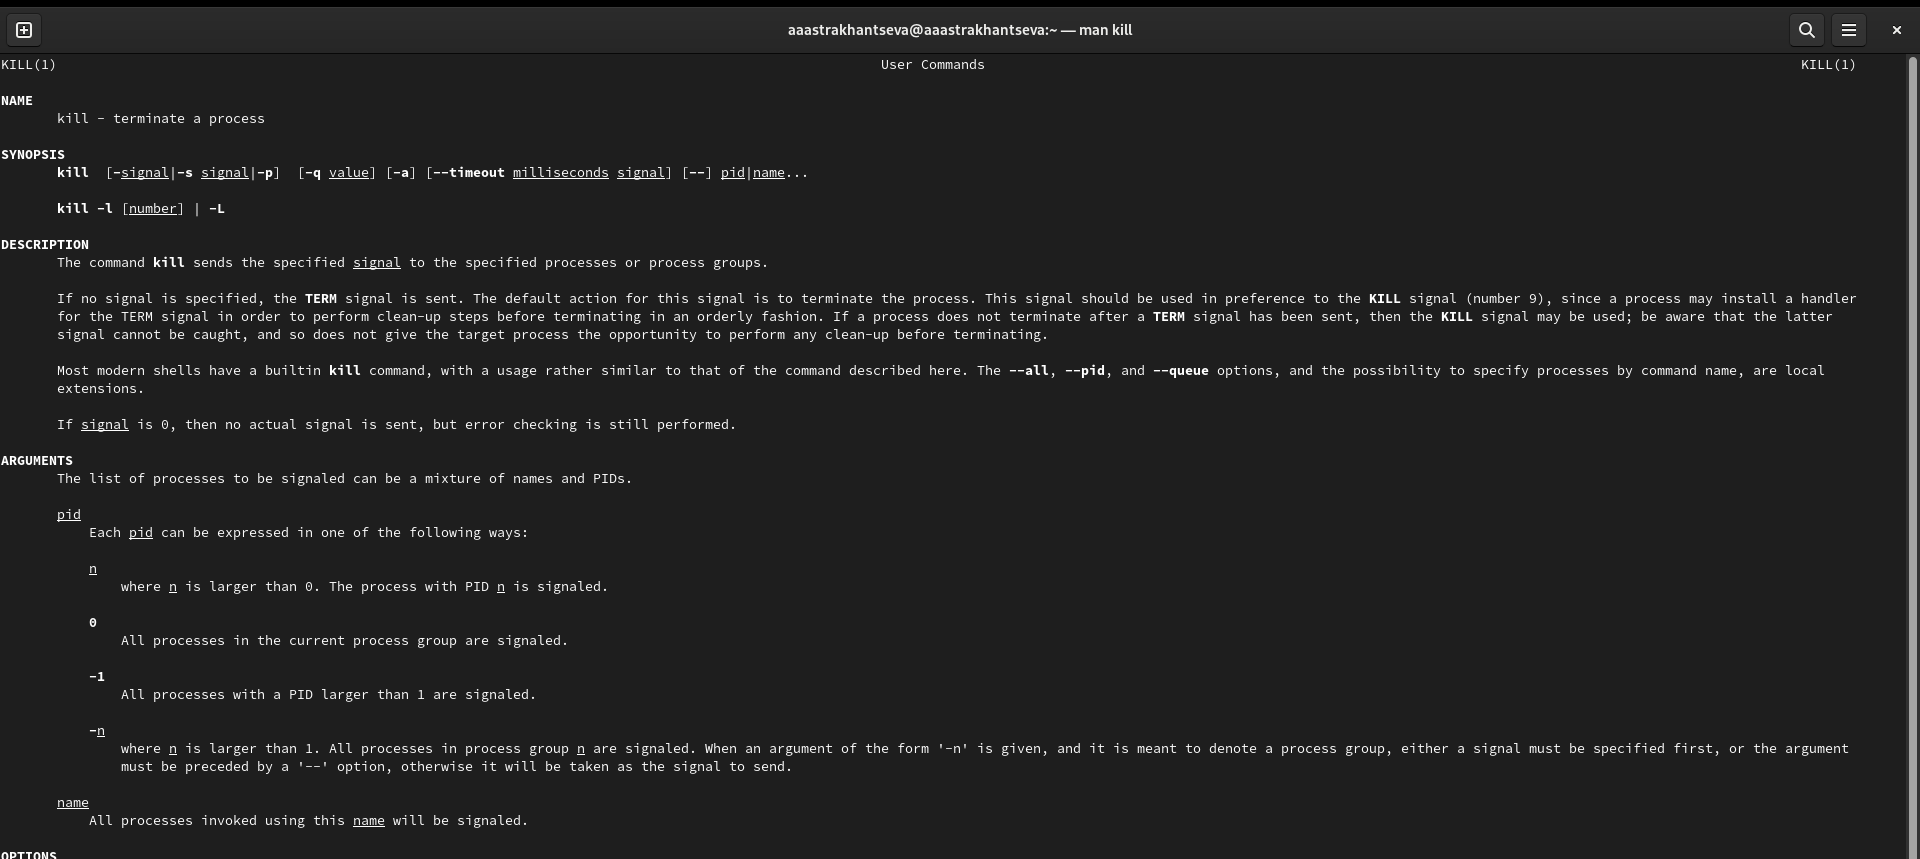 aaastrakhantseva@aaastrakhantseva:~ — man kill
KILL(1) User Commands KILL(1)
NAME
kill - terminate a process
SYNOPSIS
kill [-signal|-s signal|-p] [-q value] [-a] [--timeout milliseconds signal] [--] pid|name...
kill -l [number] | -L
DESCRIPTION
The command kill sends the specified signal to the specified processes or process groups.
If no signal is specified, the TERM signal is sent. The default action for this signal is to terminate the process. This signal should be used in preference to the KILL signal (number 9), since a process may install a handler
for the TERM signal in order to perform clean-up steps before terminating in an orderly fashion. If a process does not terminate after a TERM signal has been sent, then the KILL signal may be used; be aware that the latter
signal cannot be caught, and so does not give the target process the opportunity to perform any clean-up before terminating.
Most modern shells have a builtin kill command, with a usage rather similar to that of the command described here. The --all, --pid, and --queue options, and the possibility to specify processes by command name, are local
extensions.
If signal is 0, then no actual signal is sent, but error checking is still performed.
ARGUMENTS
The list of processes to be signaled can be a mixture of names and PIDs.
pid
Each pid can be expressed in one of the following ways:
n
where n is larger than 0. The process with PID n is signaled.
0
All processes in the current process group are signaled.
-1
All processes with a PID larger than 1 are signaled.
-n
where n is larger than 1. All processes in process group n are signaled. When an argument of the form '-n' is given, and it is meant to denote a process group, either a signal must be specified first, or the argument
must be preceded by a '--' option, otherwise it will be taken as the signal to send.
name
All processes invoked using this name will be signaled.
OPTIONS